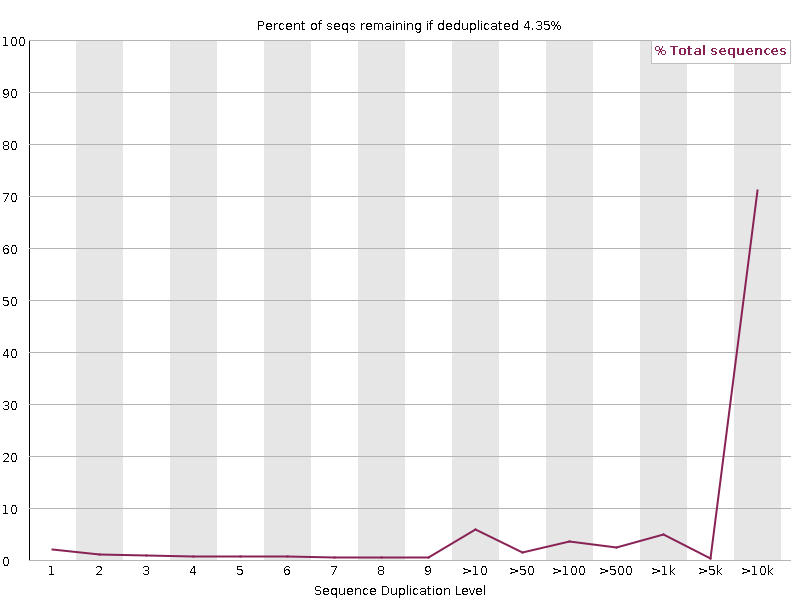 Percent of seqs remaining if deduplicated 4.35%
% Total sequences
100
90
80
70
60
50
40
30
20
10
0
1 2 3 4 5 6 7 8 9 >10 >50 >100 >500 >1k >5k >10k
Sequence Duplication Level